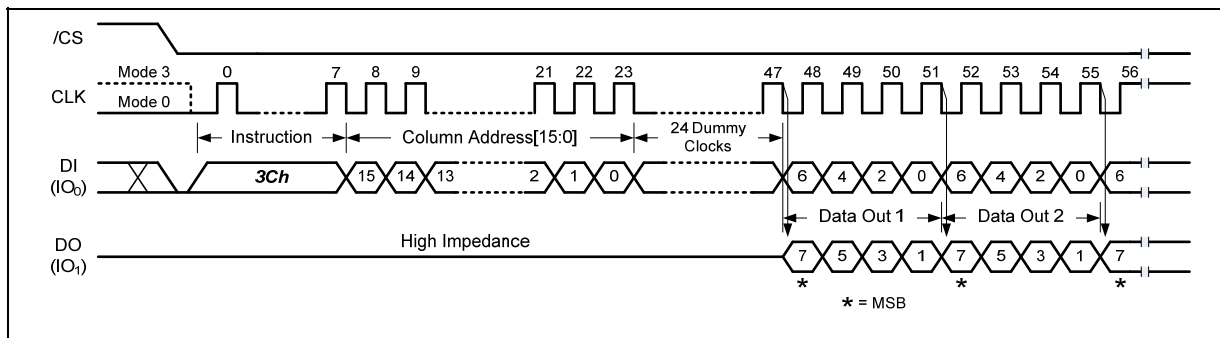 /CS
Mode 3 0 7 8 9 21 22 23 47 48 49 50 51 52 53 54 55 56
CLK
Mode 0
Instruction Column Address[15:0] 24 Dummy Clocks
DI (IO0) 3Ch 15 14 13 2 1 0 6 4 2 0 6 4 2 0 6
Data Out 1 Data Out 2
High Impedance
DO (IO1) 7 5 3 1 7 5 3 1 7
* * *
* = MSB